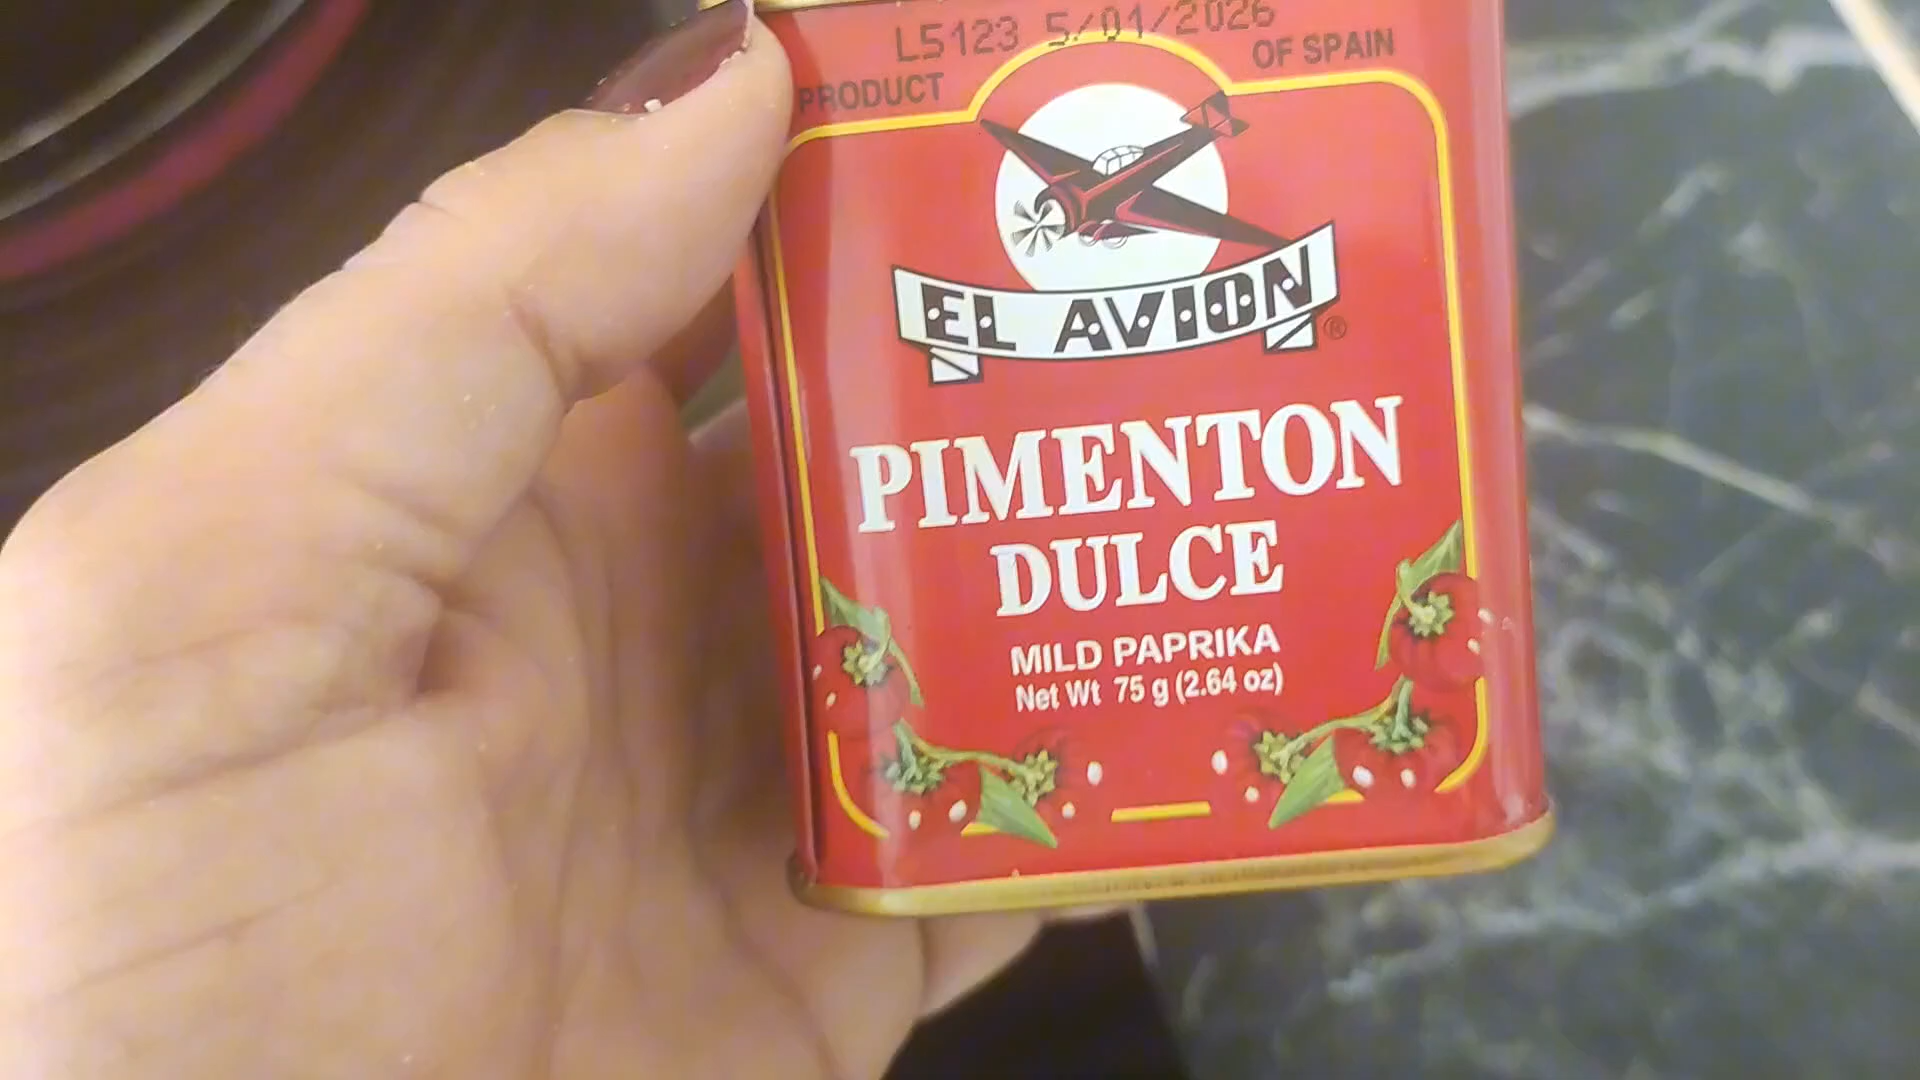 L5123 5/01/2026
PRODUCT OF SPAIN
EL AVION ®
PIMENTON
DULCE
MILD PAPRIKA
Net Wt 75 g (2.64 oz)